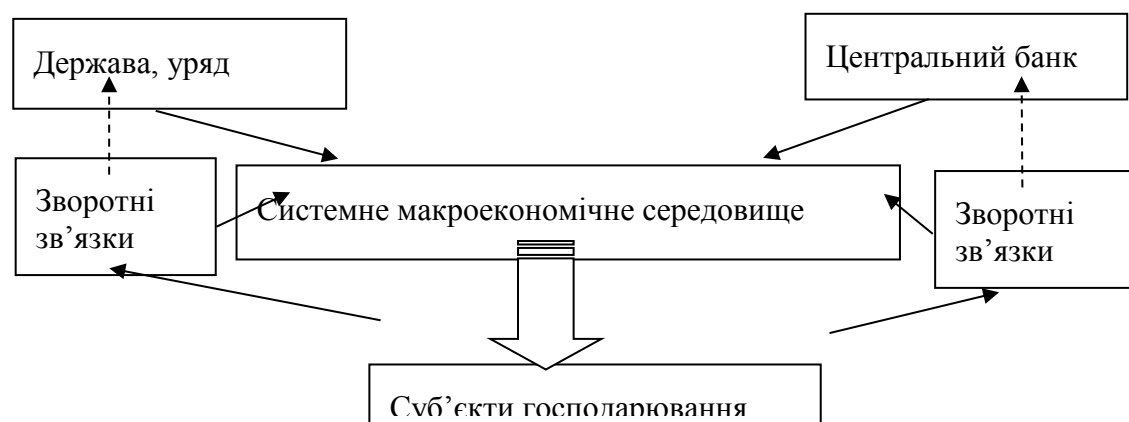 Держава, уряд
Центральний банк
Зворотні
зв’язки
Системне макроекономічне середовище
Зворотні
зв’язки
Суб’єкти господарювання